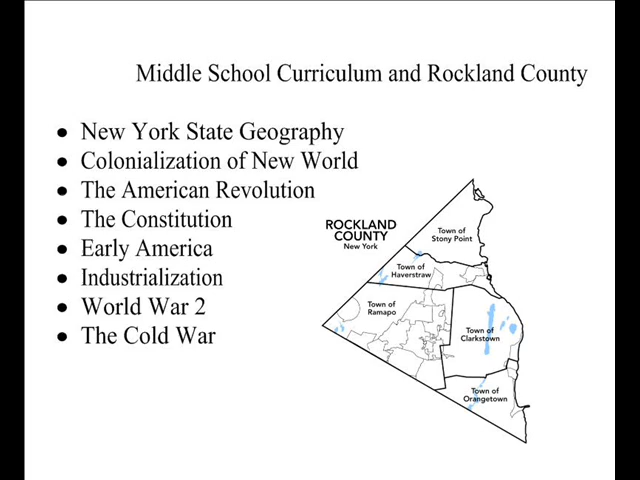 Middle School Curriculum and Rockland County
• New York State Geography
• Colonialization of New World
• The American Revolution
• The Constitution
• Early America
• Industrialization
• World War 2
• The Cold War
ROCKLAND
COUNTY
New York
Town of
Stony Point
Town of
Haverstraw
Town of
Ramapo
Town of
Clarkstown
Town of
Orangetown